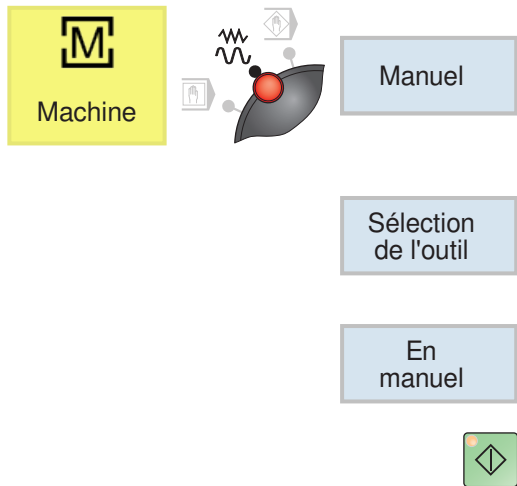 M
Machine
Manuel
Sélection
de l'outil
En
manuel